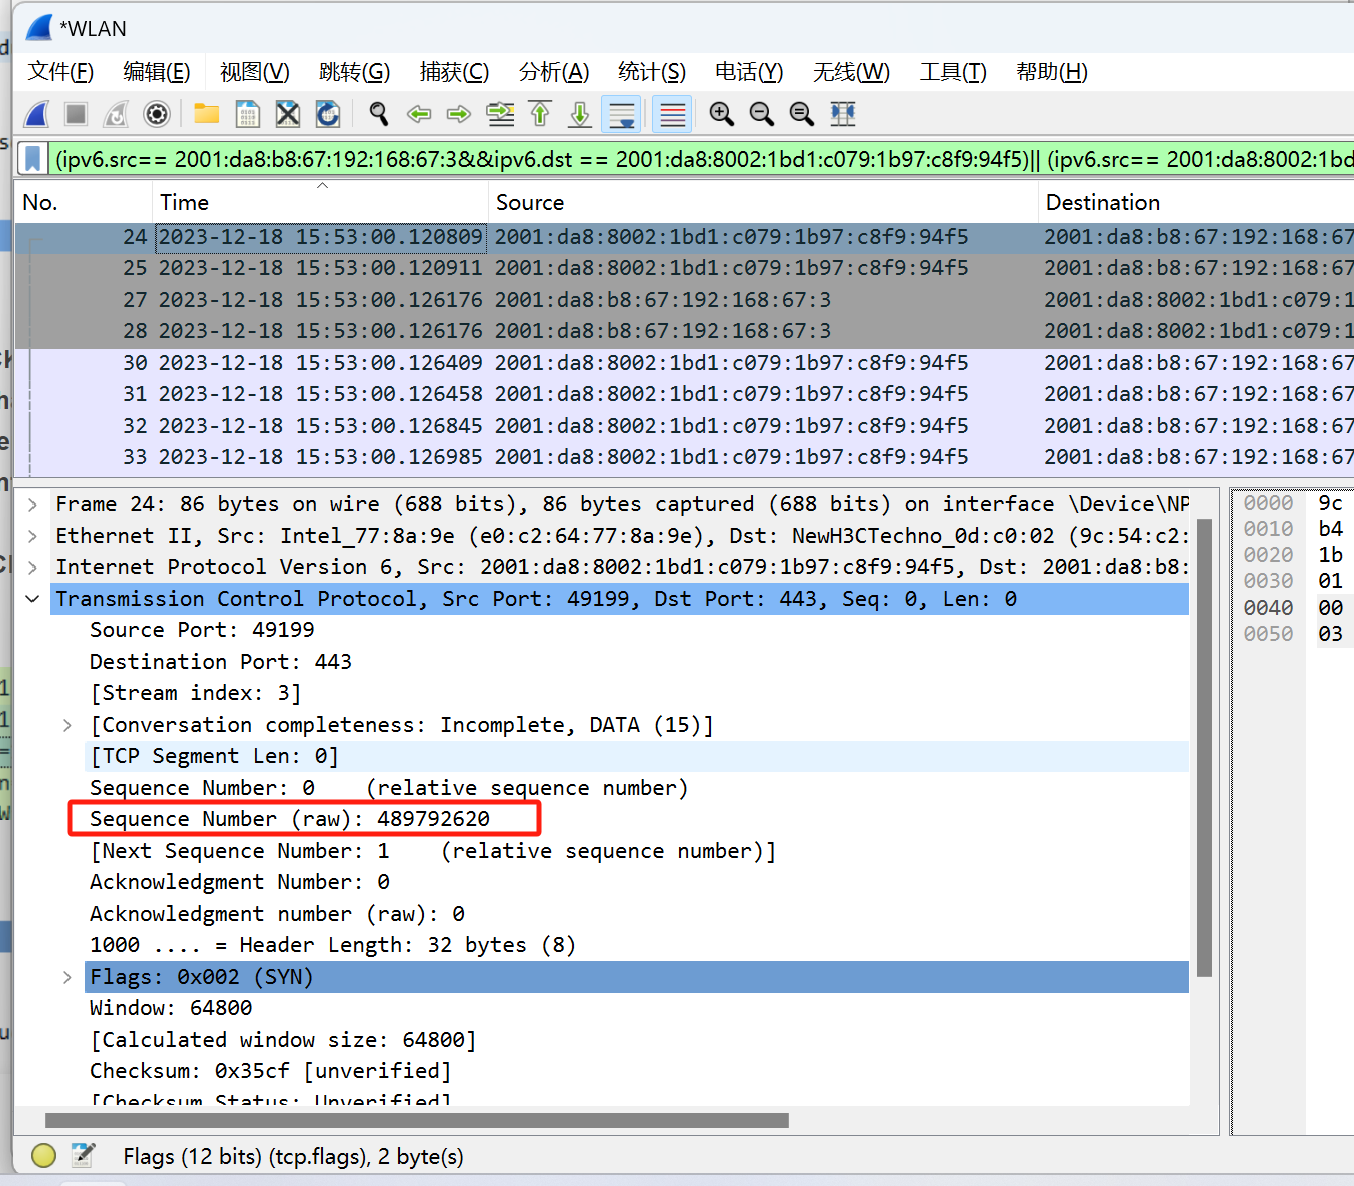 *WLAN
文件(F) 编辑(E) 视图(V) 跳转(G) 捕获(C) 分析(A) 统计(S) 电话(Y) 无线(W) 工具(T) 帮助(H)
(ipv6.src== 2001:da8:b8:67:192:168:67:3&&ipv6.dst == 2001:da8:8002:1bd1:c079:1b97:c8f9:94f5)|| (ipv6.src== 2001:da8:8002:1bd
No. Time Source Destination
24 2023-12-18 15:53:00.120809 2001:da8:8002:1bd1:c079:1b97:c8f9:94f5 2001:da8:b8:67:192:168:67
25 2023-12-18 15:53:00.120911 2001:da8:8002:1bd1:c079:1b97:c8f9:94f5 2001:da8:b8:67:192:168:67
27 2023-12-18 15:53:00.126176 2001:da8:b8:67:192:168:67:3 2001:da8:8002:1bd1:c079:1
28 2023-12-18 15:53:00.126176 2001:da8:b8:67:192:168:67:3 2001:da8:8002:1bd1:c079:1
30 2023-12-18 15:53:00.126409 2001:da8:8002:1bd1:c079:1b97:c8f9:94f5 2001:da8:b8:67:192:168:67
31 2023-12-18 15:53:00.126458 2001:da8:8002:1bd1:c079:1b97:c8f9:94f5 2001:da8:b8:67:192:168:67
32 2023-12-18 15:53:00.126845 2001:da8:8002:1bd1:c079:1b97:c8f9:94f5 2001:da8:b8:67:192:168:67
33 2023-12-18 15:53:00.126985 2001:da8:8002:1bd1:c079:1b97:c8f9:94f5 2001:da8:b8:67:192:168:67
Frame 24: 86 bytes on wire (688 bits), 86 bytes captured (688 bits) on interface \Device\NP
Ethernet II, Src: Intel_77:8a:9e (e0:c2:64:77:8a:9e), Dst: NewH3CTechno_0d:c0:02 (9c:54:c2:
Internet Protocol Version 6, Src: 2001:da8:8002:1bd1:c079:1b97:c8f9:94f5, Dst: 2001:da8:b8:
Transmission Control Protocol, Src Port: 49199, Dst Port: 443, Seq: 0, Len: 0
Source Port: 49199
Destination Port: 443
[Stream index: 3]
[Conversation completeness: Incomplete, DATA (15)]
[TCP Segment Len: 0]
Sequence Number: 0 (relative sequence number)
Sequence Number (raw): 489792620
[Next Sequence Number: 1 (relative sequence number)]
Acknowledgment Number: 0
Acknowledgment number (raw): 0
1000 .... = Header Length: 32 bytes (8)
Flags: 0x002 (SYN)
Window: 64800
[Calculated window size: 64800]
Checksum: 0x35cf [unverified]
[Checksum Status: Unverified]
0000 9c
0010 b4
0020 1b
0030 01
0040 00
0050 03
Flags (12 bits) (tcp.flags), 2 byte(s)